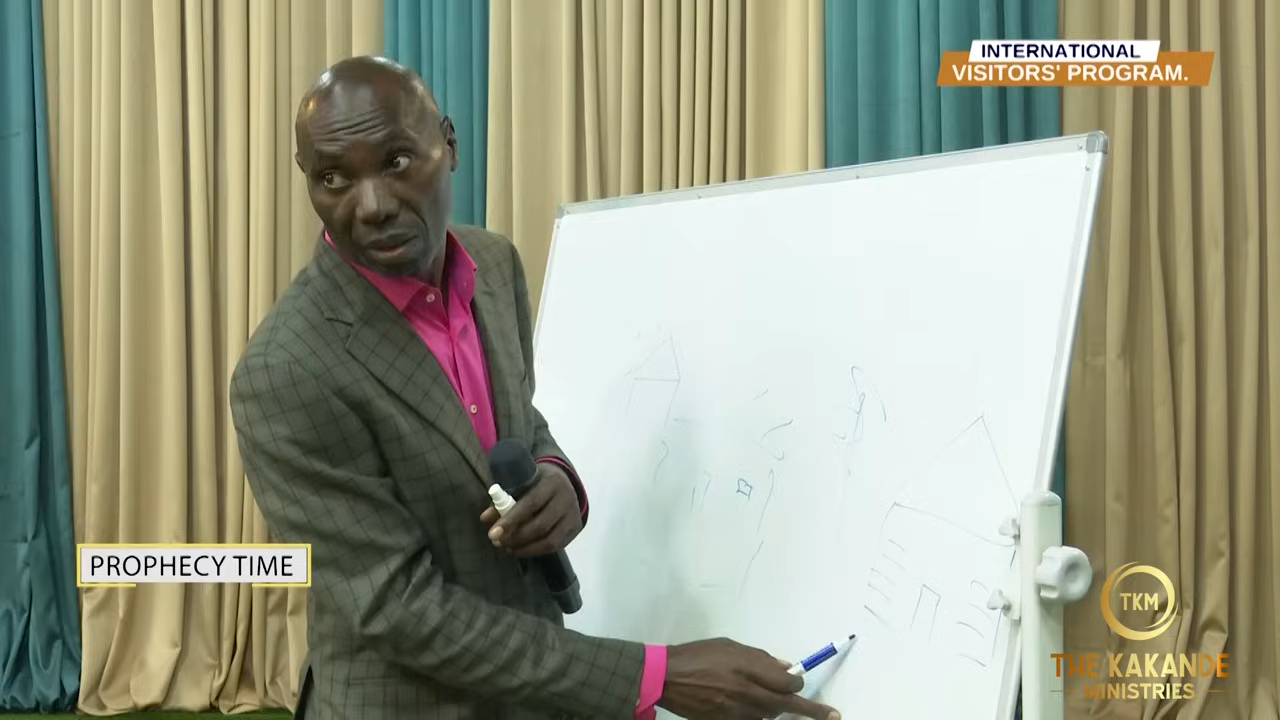 INTERNATIONAL
VISITORS' PROGRAM.
PROPHECY TIME
TKM
THE KAKANDE
MINISTRIES